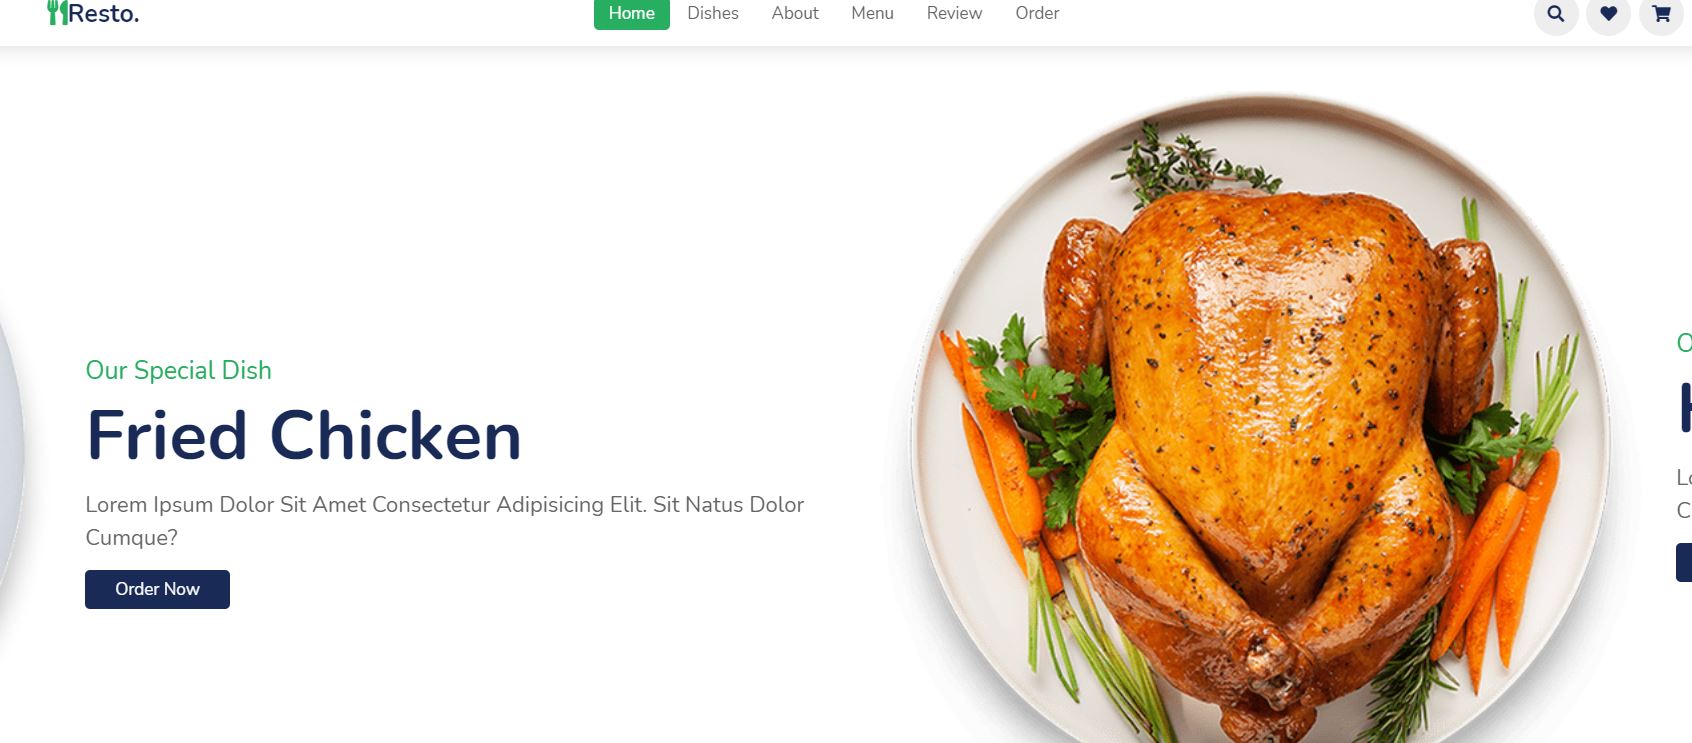 Resto.
Home Dishes About Menu Review Order
Our Special Dish
Fried Chicken
Lorem Ipsum Dolor Sit Amet Consectetur Adipisicing Elit. Sit Natus Dolor
Cumque?
Order Now